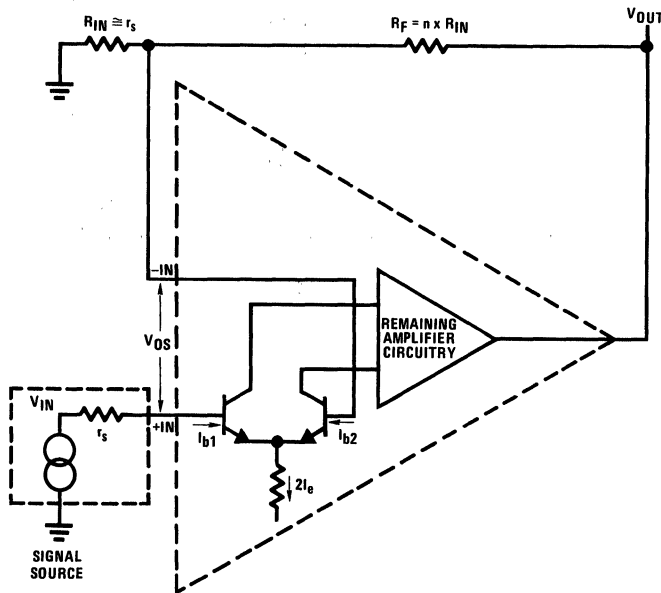 R_IN ≅ r_s
R_F = n x R_IN
V_OUT
−IN
V_OS
REMAINING
AMPLIFIER
CIRCUITRY
V_IN
r_s
+IN
I_b1
I_b2
2I_e
SIGNAL
SOURCE